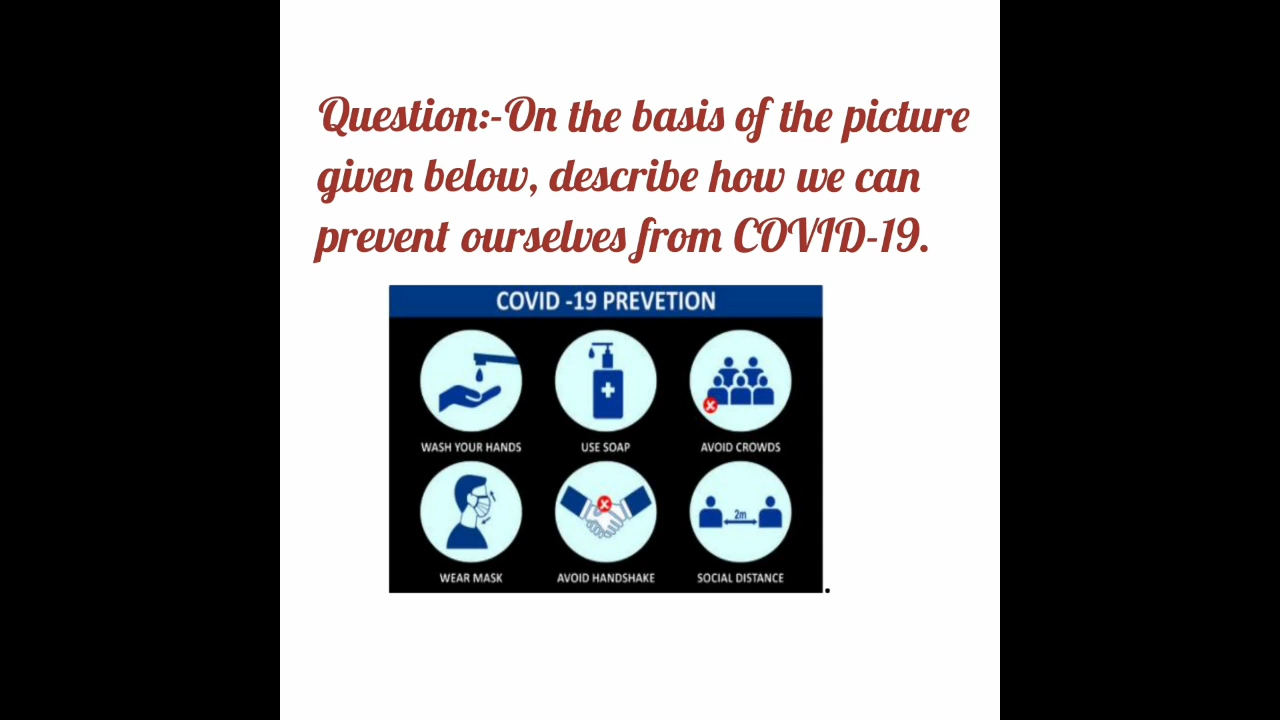 Question:-On the basis of the picture
given below, describe how we can
prevent ourselves from COVID-19.
COVID -19 PREVETION
WASH YOUR HANDS
USE SOAP
AVOID CROWDS
2m
WEAR MASK
AVOID HANDSHAKE
SOCIAL DISTANCE
.